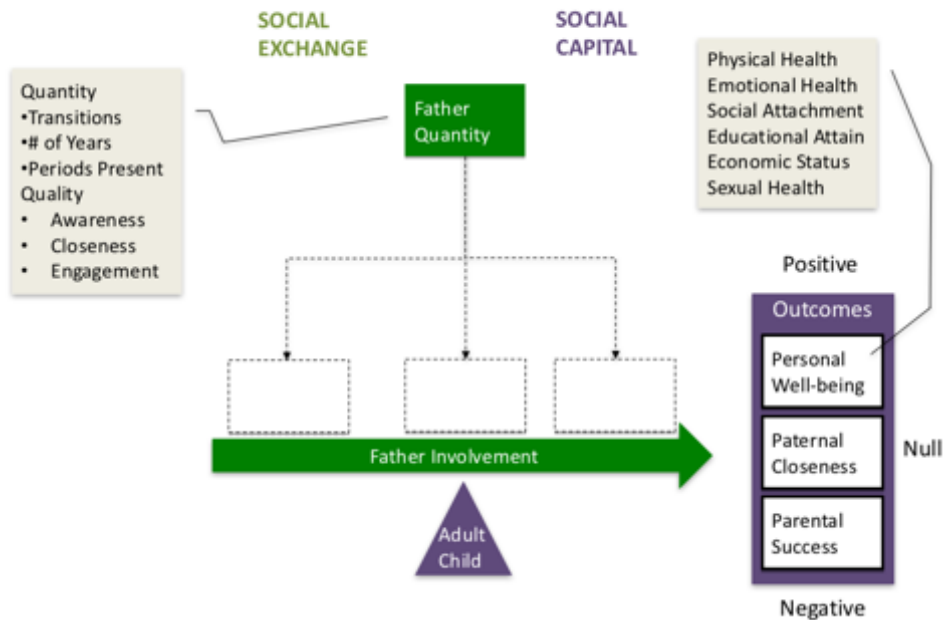 SOCIAL
EXCHANGE
SOCIAL
CAPITAL
Quantity
•Transitions
•# of Years
•Periods Present
Quality
• Awareness
• Closeness
• Engagement
Father
Quantity
Physical Health
Emotional Health
Social Attachment
Educational Attain
Economic Status
Sexual Health
Positive
Outcomes
Personal
Well-being
Paternal
Closeness
Null
Parental
Success
Negative
Father Involvement
Adult
Child